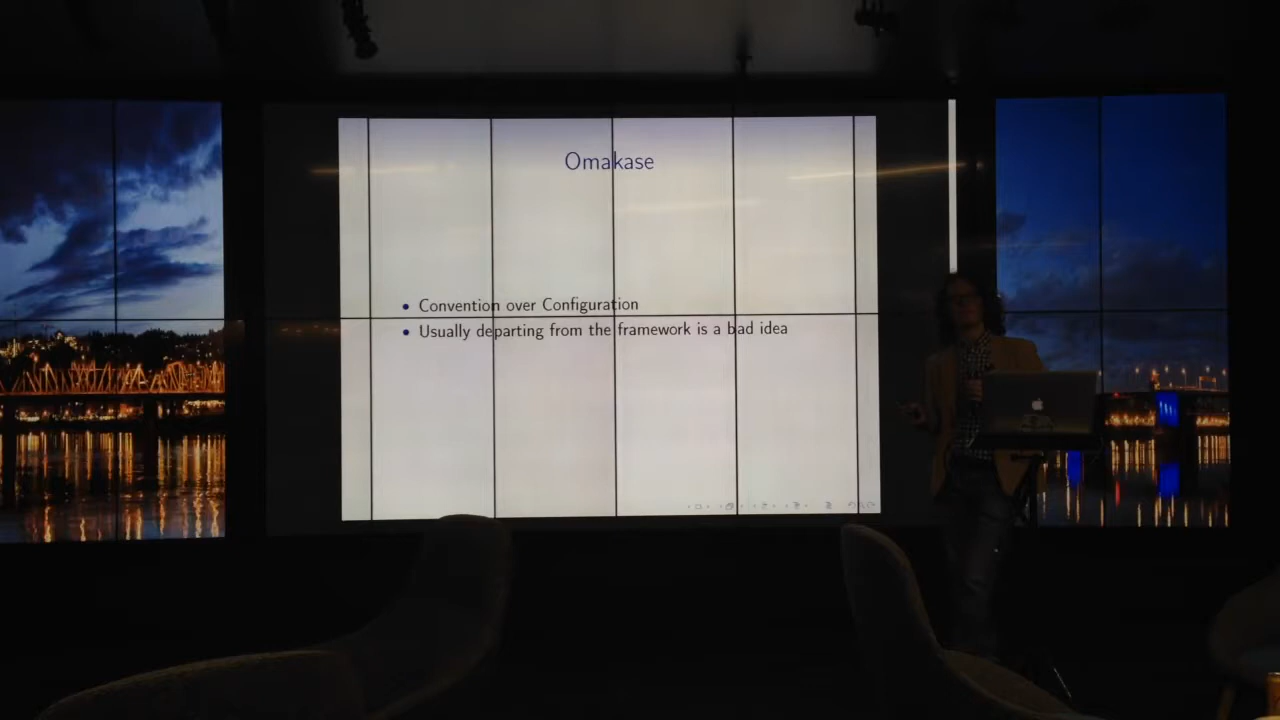 Omakase
Convention over Configuration
Usually departing from the framework is a bad idea